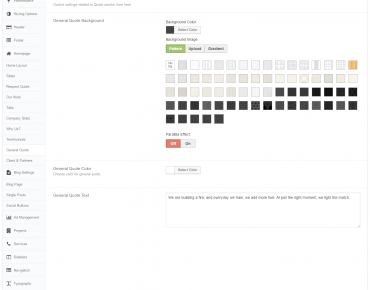 Custom settings related to Quote section from here
Styling Options
Header
Footer
Homepage
Home Layout
Slides
Request Quote
Our Work
Tabs
Company Stats
Why Us?
Testimonials
General Quote
Client & Partners
Blog Settings
Blog Page
Single Posts
Social Buttons
Ad Management
Projects
Services
Sidebars
Navigation
Typography
General Quote Background
Background Color
Select Color
Background Image
Pattern Upload Gradient
Parallax Effect
Off On
General Quote Color
Choose color for general quote
Select Color
General Quote Text
We are building a fire, and everyday we train, we add more fuel. At just the right moment, we light the match.